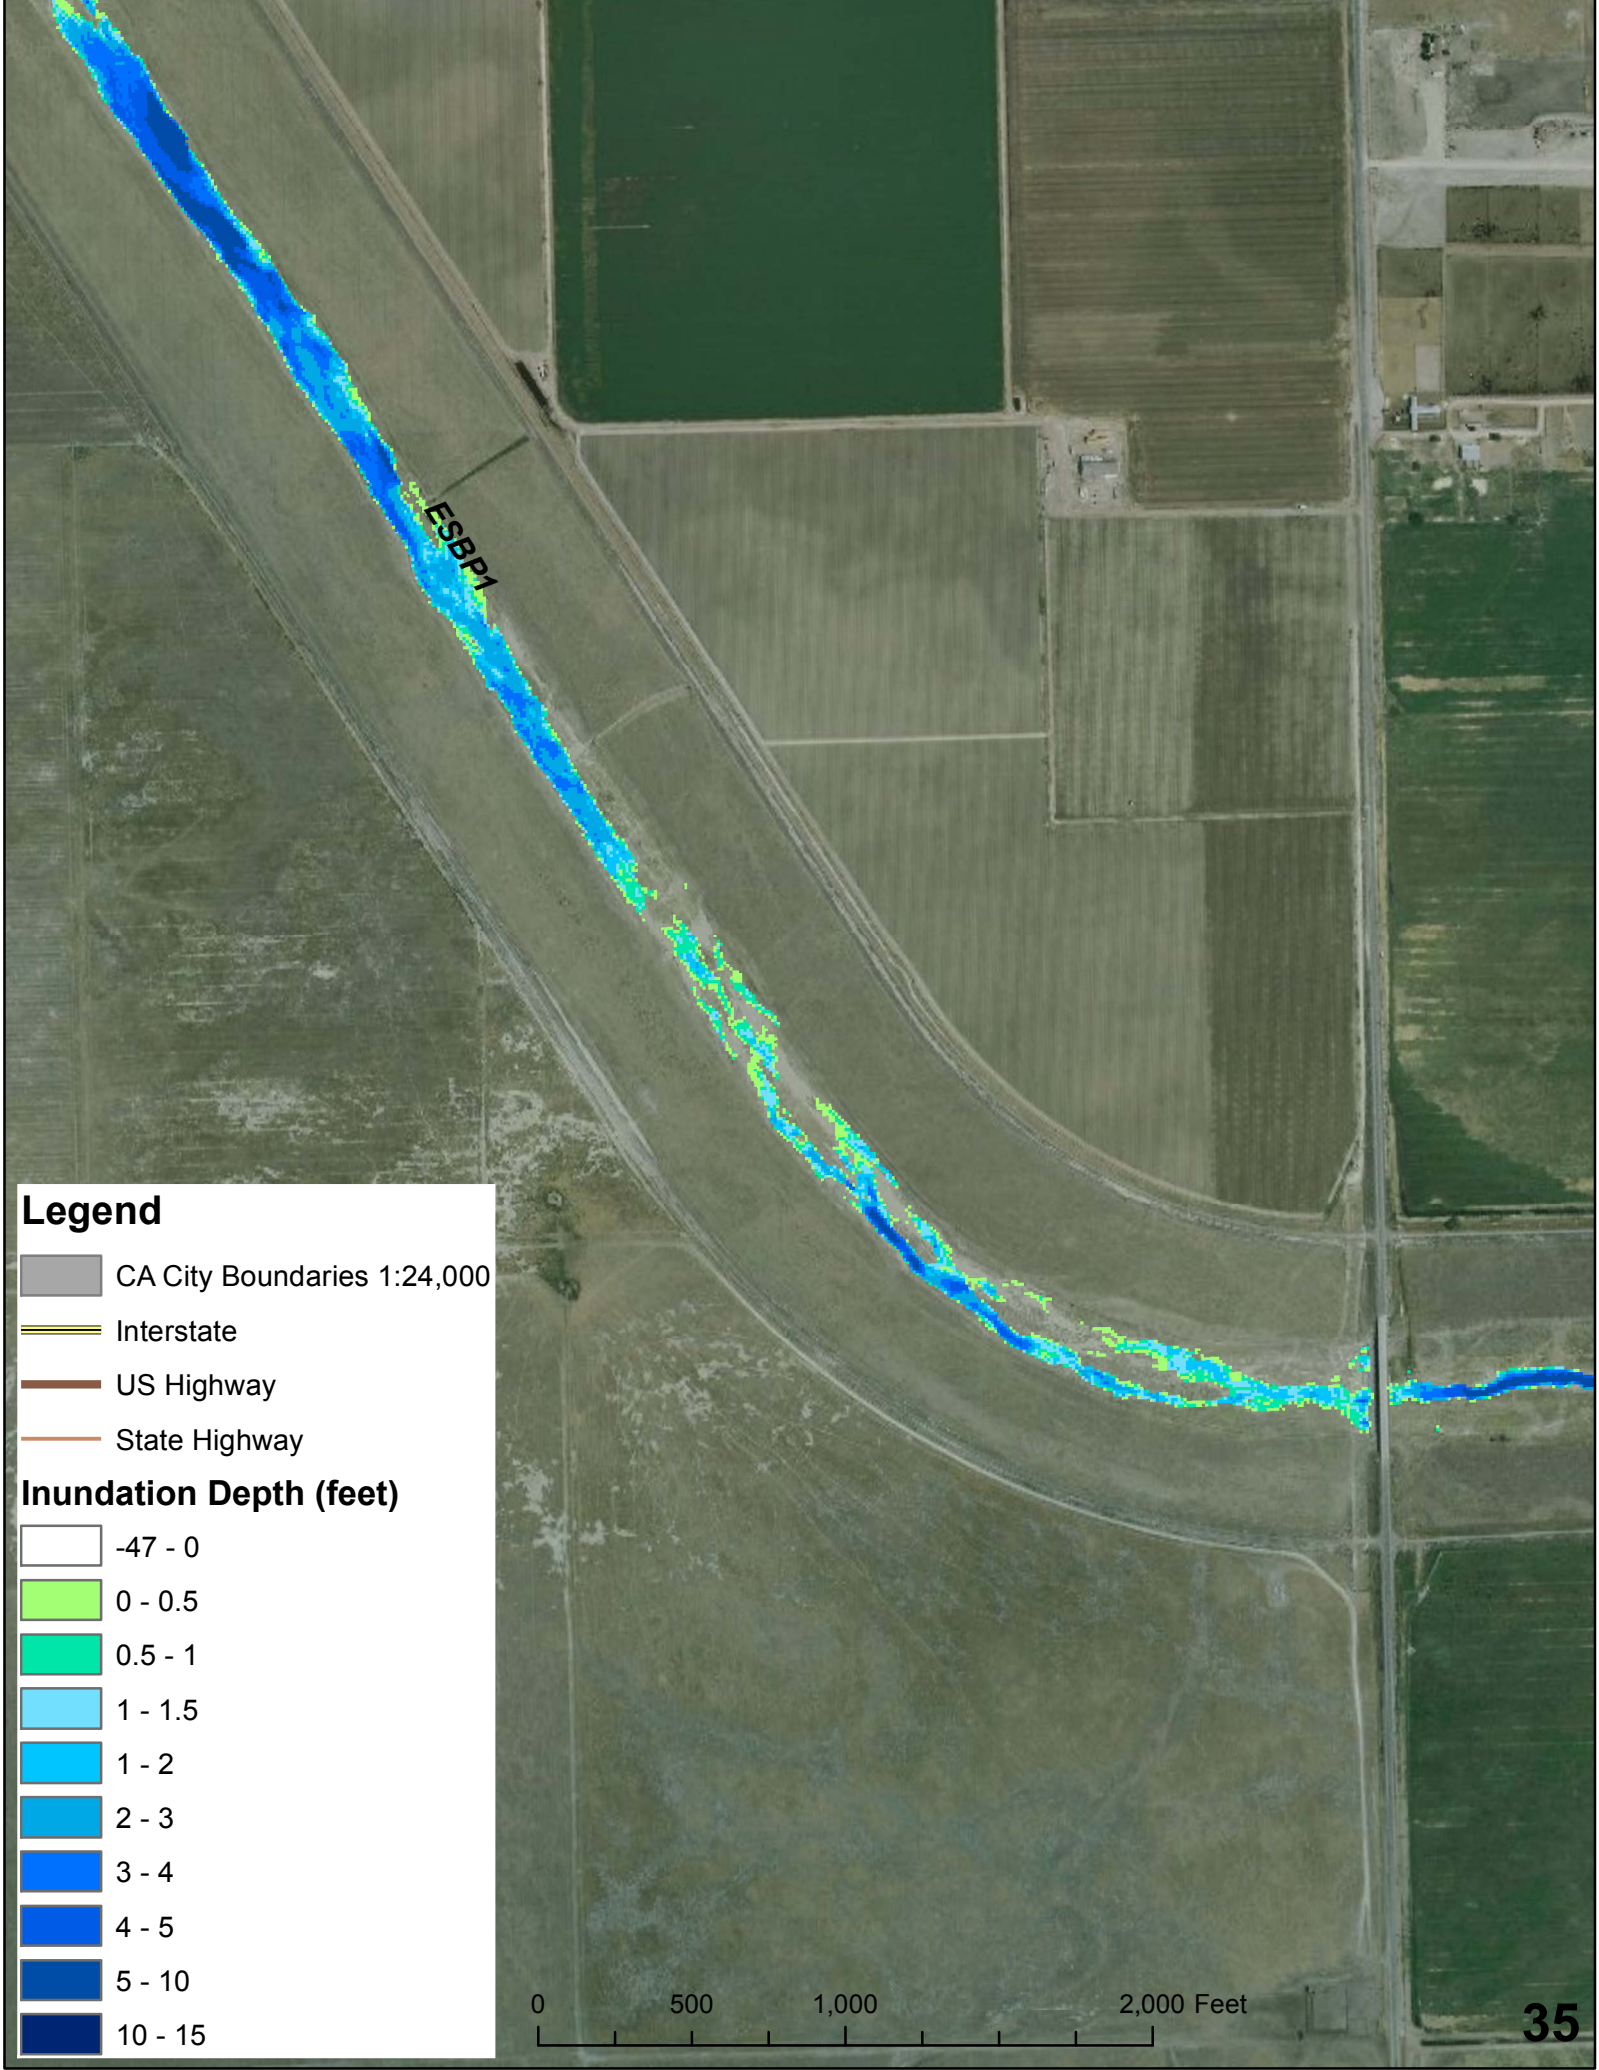 ESBP1
Legend
CA City Boundaries 1:24,000
Interstate
US Highway
State Highway
Inundation Depth (feet)
-47 - 0
0 - 0.5
0.5 - 1
1 - 1.5
1 - 2
2 - 3
3 - 4
4 - 5
5 - 10
10 - 15
0 500 1,000 2,000 Feet
35